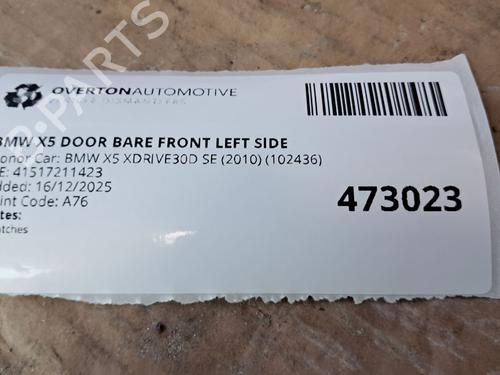 OVERTONAUTOMOTIVE
BMW X5 DOOR BARE FRONT LEFT SIDE
onor Car: BMW X5 XDRIVE30D SE (2010) (102436)
E: 41517211423
dded: 16/12/2025
int Code: A76
tes:
atches
473023
PARTS